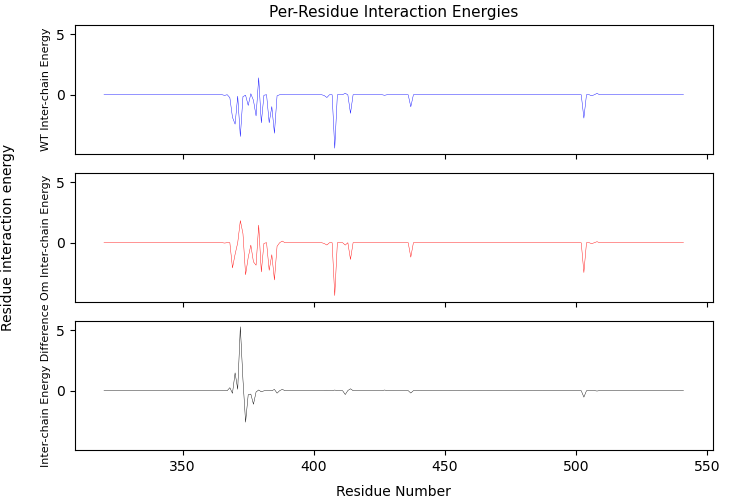 Per-Residue Interaction Energies
Residue interaction energy
WT Inter-chain Energy
5
0
Om Inter-chain Energy
5
0
Inter-chain Energy Difference
5
0
350
400
450
500
550
Residue Number